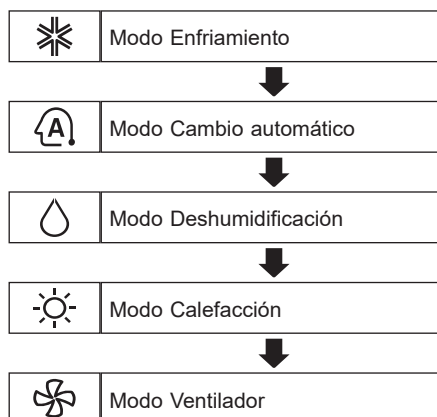 Modo Enfriamiento
A
Modo Cambio automático
Modo Deshumidificación
Modo Calefacción
Modo Ventilador